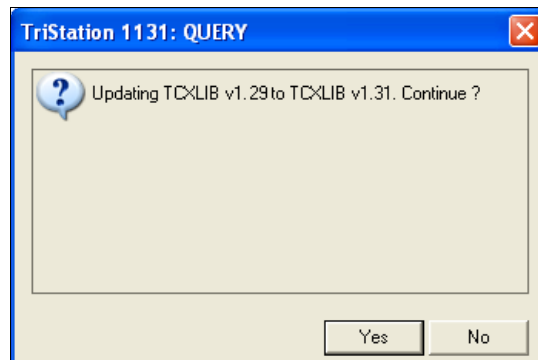 TriStation 1131: QUERY
Updating TCXLIB v1.29 to TCXLIB v1.31. Continue ?
Yes No